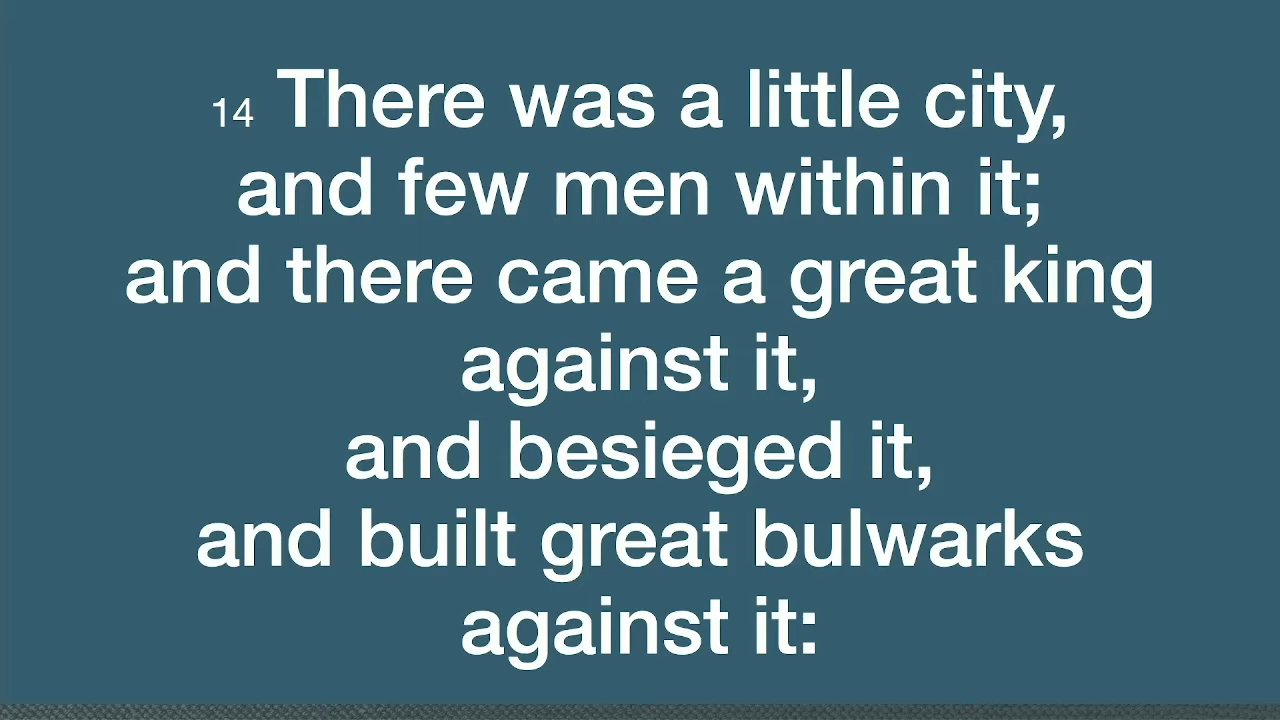 14 There was a little city,
and few men within it;
and there came a great king
against it,
and besieged it,
and built great bulwarks
against it: